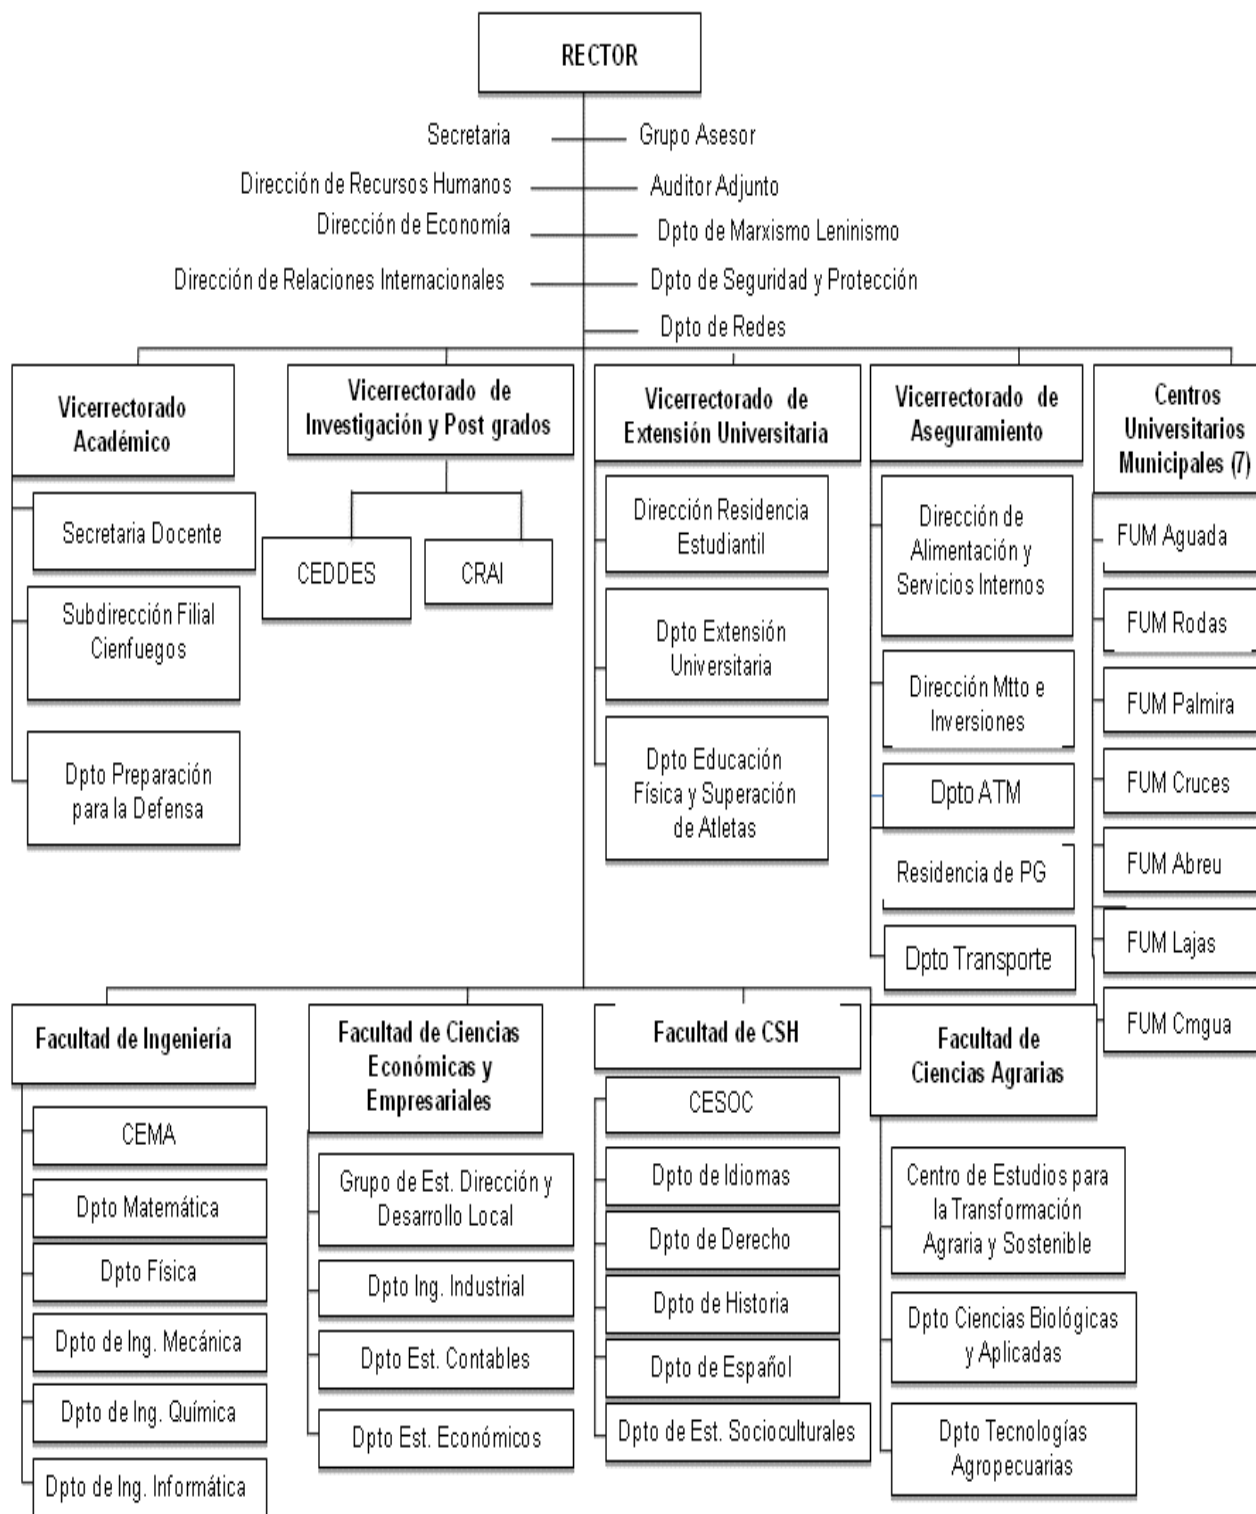 RECTOR
Secretaria
Grupo Asesor
Dirección de Recursos Humanos
Auditor Adjunto
Dirección de Economía
Dpto de Marxismo Leninismo
Dirección de Relaciones Internacionales
Dpto de Seguridad y Protección
Dpto de Redes
Vicerrectorado
Académico
Secretaria Docente
Subdirección Filial
Cienfuegos
Dpto Preparación
para la Defensa
Vicerrectorado de
Investigación y Post grados
CEDDES
CRAI
Vicerrectorado de
Extensión Universitaria
Dirección Residencia
Estudiantil
Dpto Extensión
Universitaria
Dpto Educación
Física y Superación
de Atletas
Vicerrectorado de
Aseguramiento
Dirección de
Alimentación y
Servicios Internos
Dirección Mtto e
Inversiones
Dpto ATM
Residencia de PG
Dpto Transporte
Centros
Universitarios
Municipales (7)
FUM Aguada
FUM Rodas
FUM Palmira
FUM Cruces
FUM Abreu
FUM Lajas
FUM Cmgua
Facultad de Ingeniería
CEMA
Dpto Matemática
Dpto Física
Dpto de Ing. Mecánica
Dpto de Ing. Química
Dpto de Ing. Informática
Facultad de Ciencias
Económicas y
Empresariales
Grupo de Est. Dirección y
Desarrollo Local
Dpto Ing. Industrial
Dpto Est. Contables
Dpto Est. Económicos
Facultad de CSH
CESOC
Dpto de Idiomas
Dpto de Derecho
Dpto de Historia
Dpto de Español
Dpto de Est. Socioculturales
Facultad de
Ciencias Agrarias
Centro de Estudios para
la Transformación
Agraria y Sostenible
Dpto Ciencias Biológicas
y Aplicadas
Dpto Tecnologías
Agropecuarias